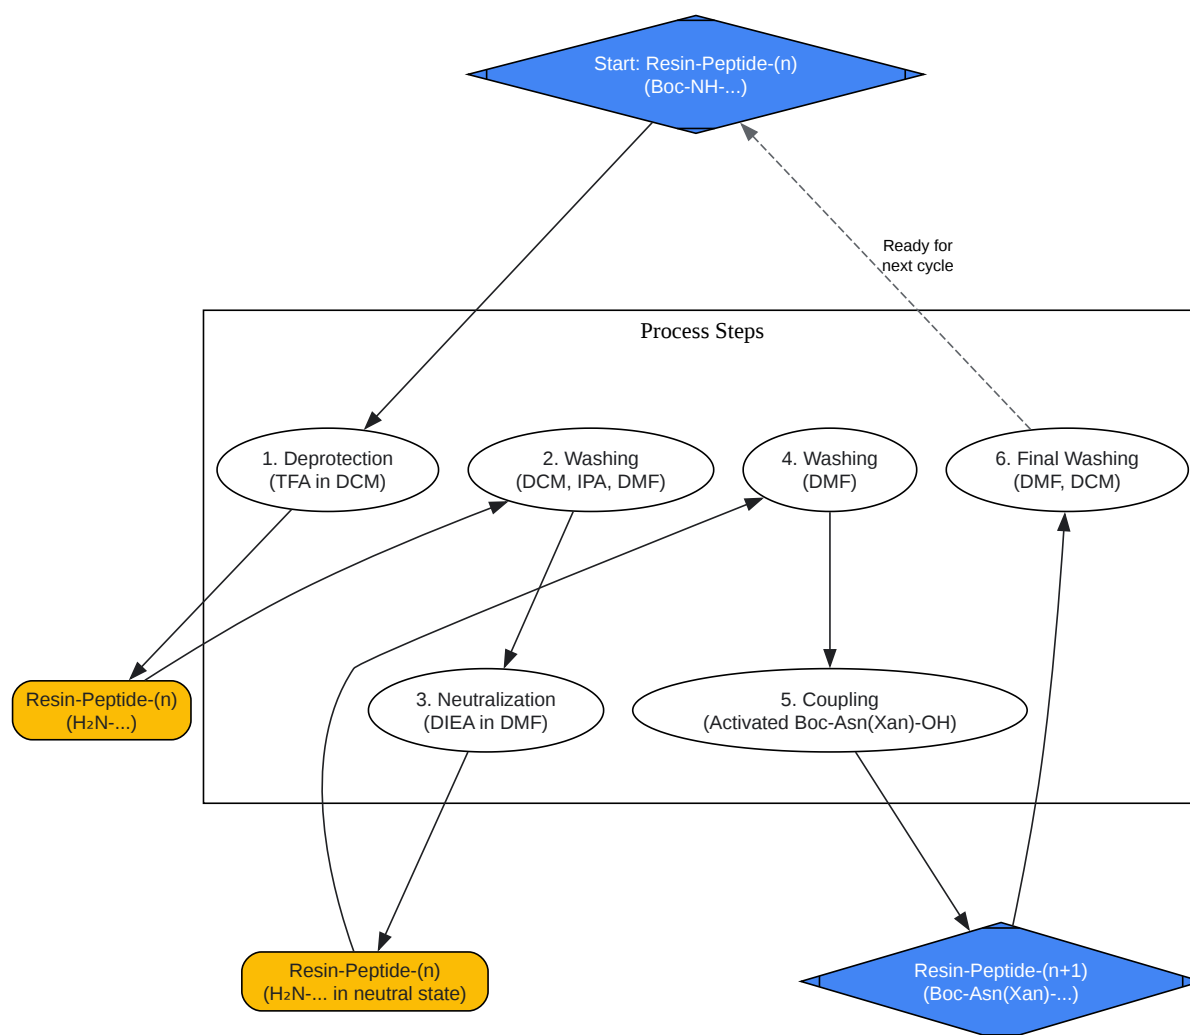 Start: Resin-Peptide-(n)
(Boc-NH-...)
Ready for
next cycle
Process Steps
1. Deprotection
(TFA in DCM)
2. Washing
(DCM, IPA, DMF)
4. Washing
(DMF)
6. Final Washing
(DMF, DCM)
Resin-Peptide-(n)
(H₂N-...)
3. Neutralization
(DIEA in DMF)
5. Coupling
(Activated Boc-Asn(Xan)-OH)
Resin-Peptide-(n)
(H₂N-... in neutral state)
Resin-Peptide-(n+1)
(Boc-Asn(Xan)-...)